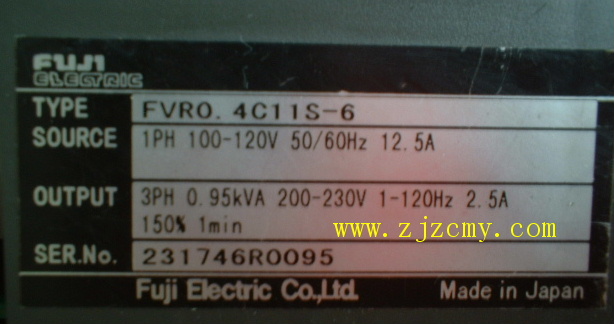 FUJI
ELECTRIC
TYPE FVR0.4C11S-6
SOURCE 1PH 100-120V 50/60Hz 12.5A
OUTPUT 3PH 0.95kVA 200-230V 1-120Hz 2.5A
150% 1min
www.zjzcmy.com
SER.No. 231746R0095
Fuji Electric Co.,Ltd. Made in Japan